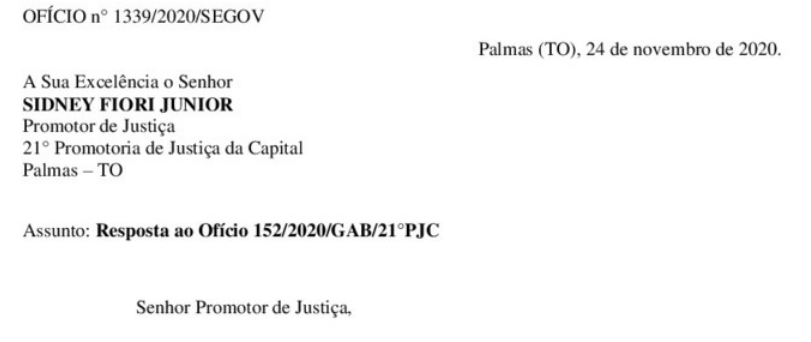 OFÍCIO n° 1339/2020/SEGOV
Palmas (TO), 24 de novembro de 2020.
A Sua Excelência o Senhor
SIDNEY FIORI JUNIOR
Promotor de Justiça
21° Promotoria de Justiça da Capital
Palmas – TO
Assunto: Resposta ao Ofício 152/2020/GAB/21°PJC
Senhor Promotor de Justiça,